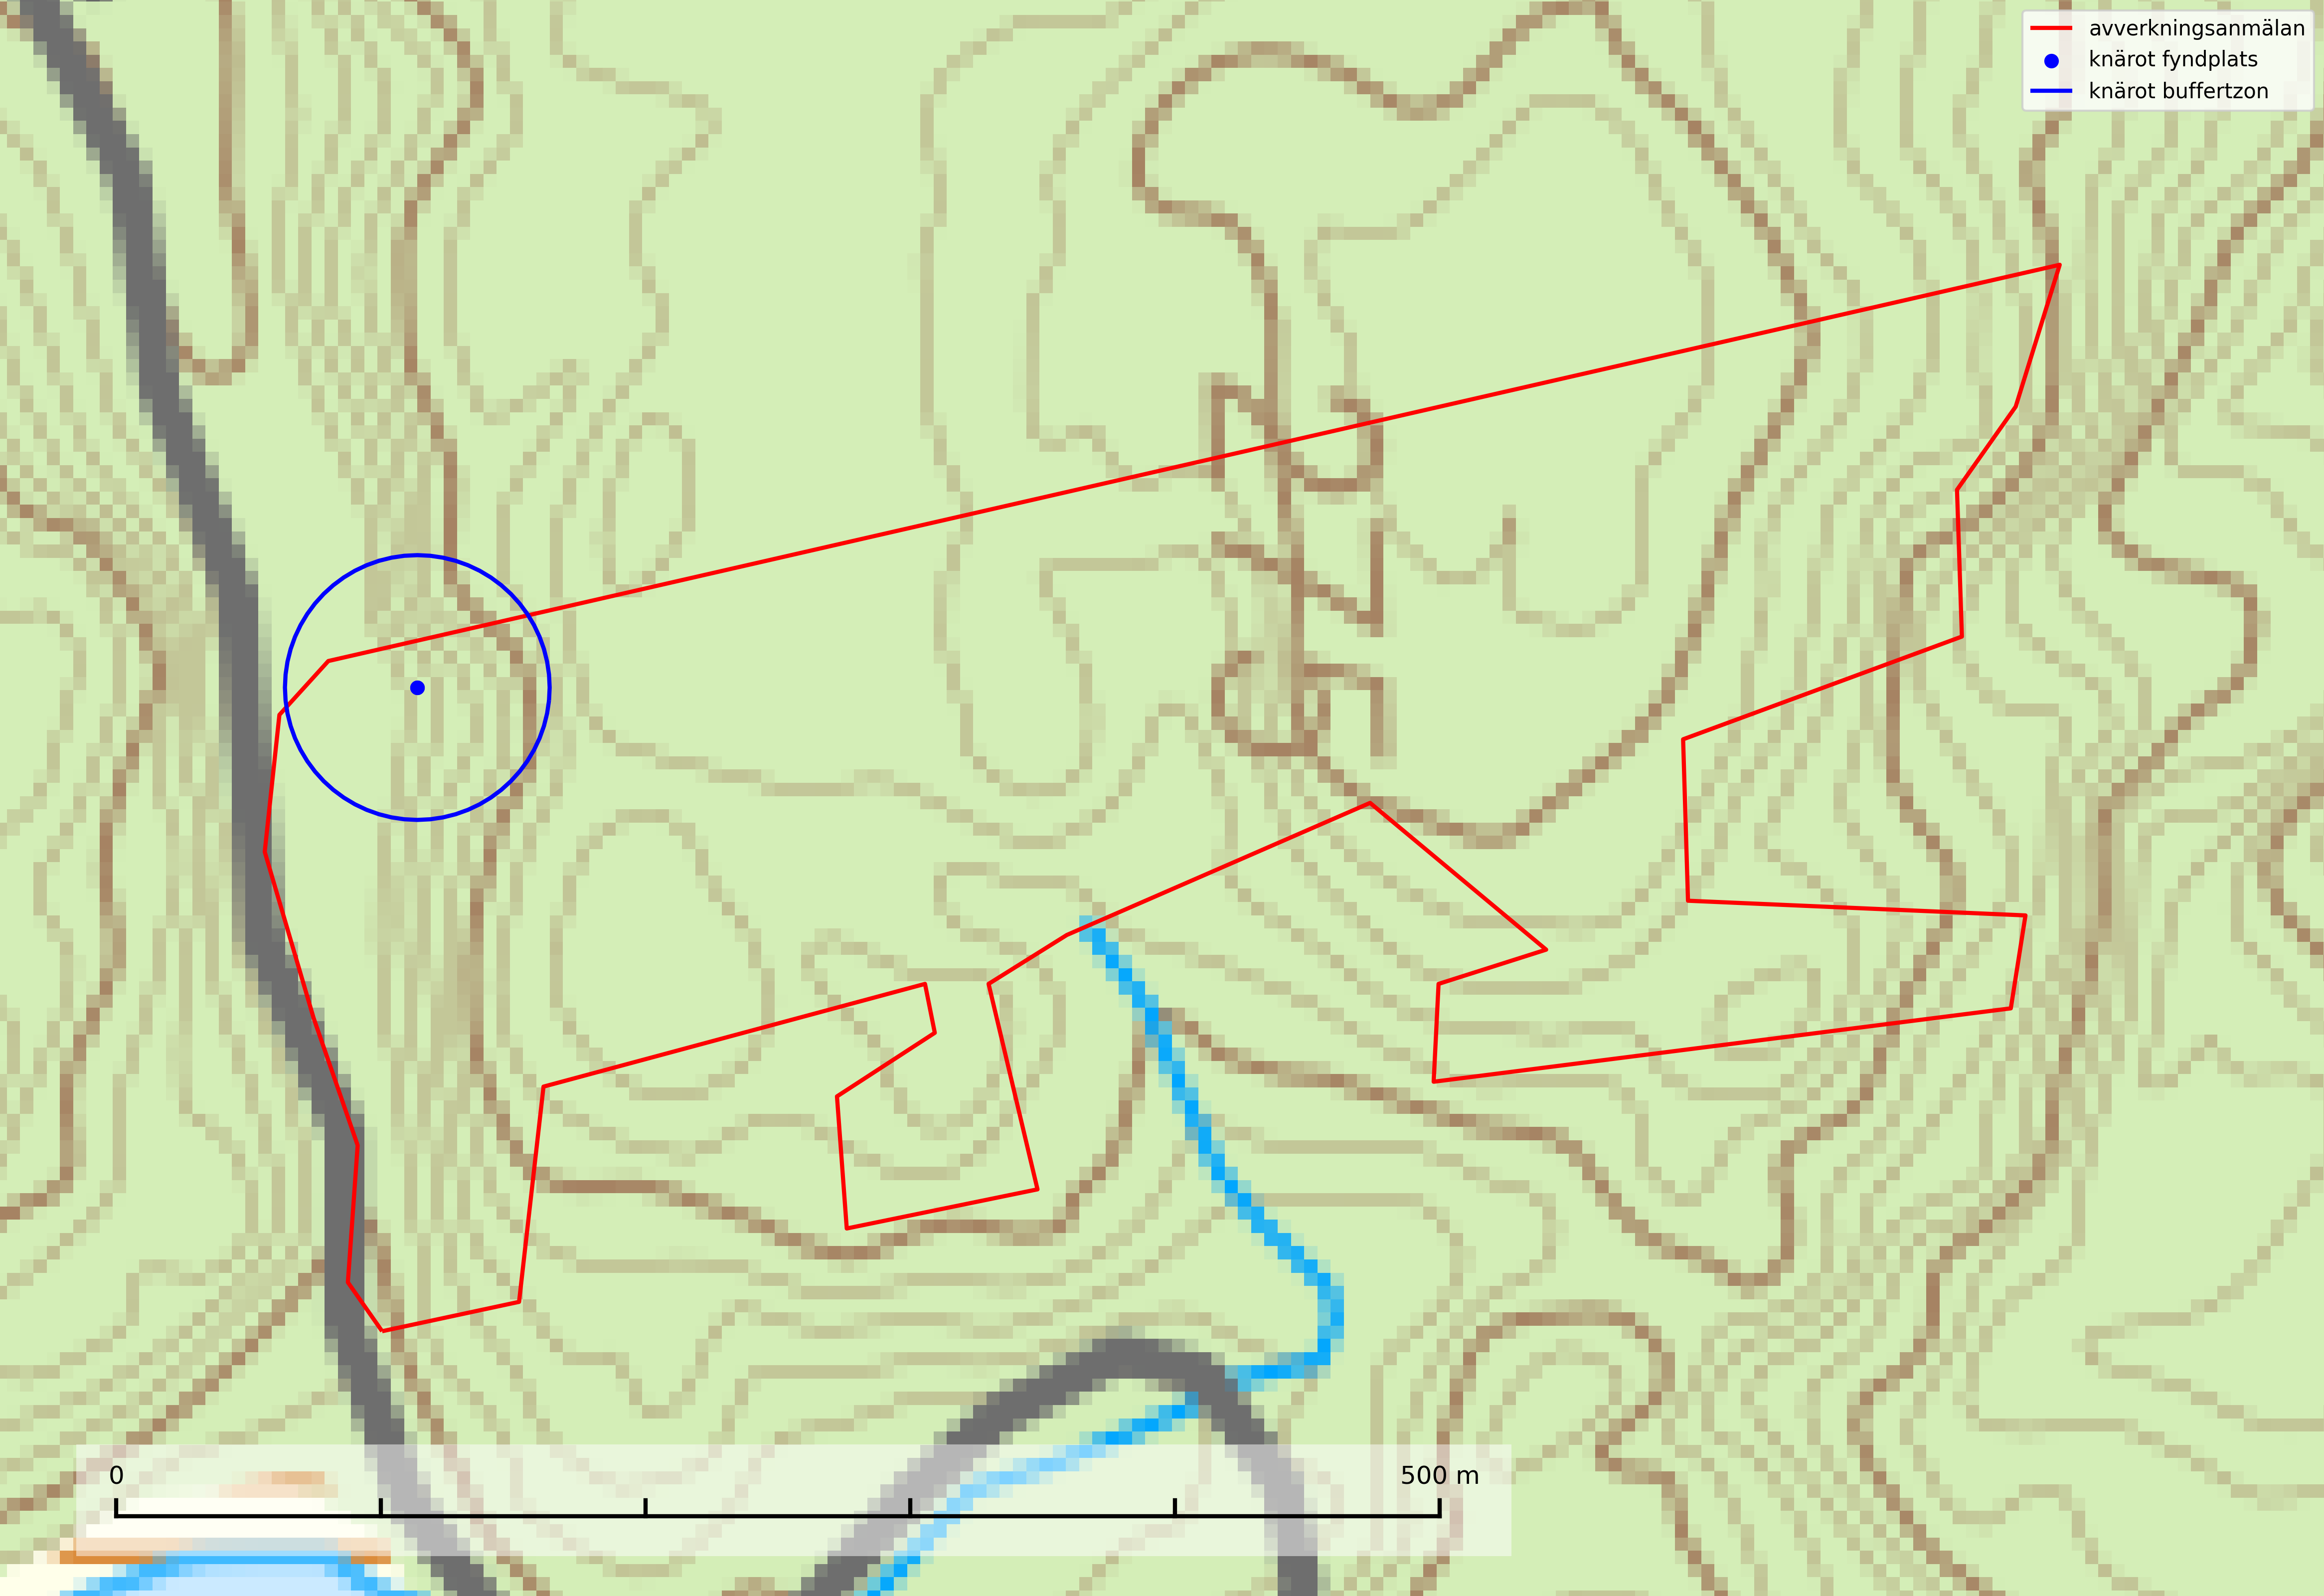 avverkningsanmälan
knärot fyndplats
knärot buffertzon
0 500 m